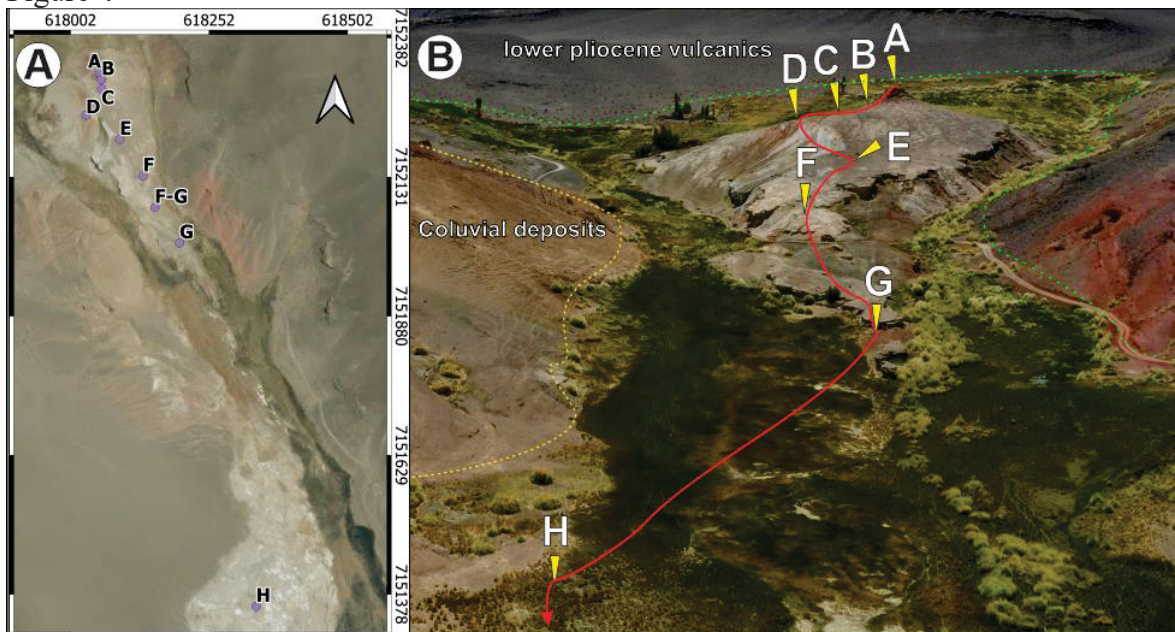 618002 618252 618502
7152382
7152131
7151880
7151629
7151378
A
A
B
C
D
E
F
F-G
G
H
B
lower pliocene vulcanics
A
B
C
D
E
F
Coluvial deposits
G
H